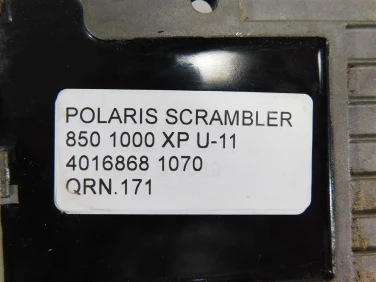 POLARIS SCRAMBLER
850 1000 XP U-11
4016868 1070
QRN.171